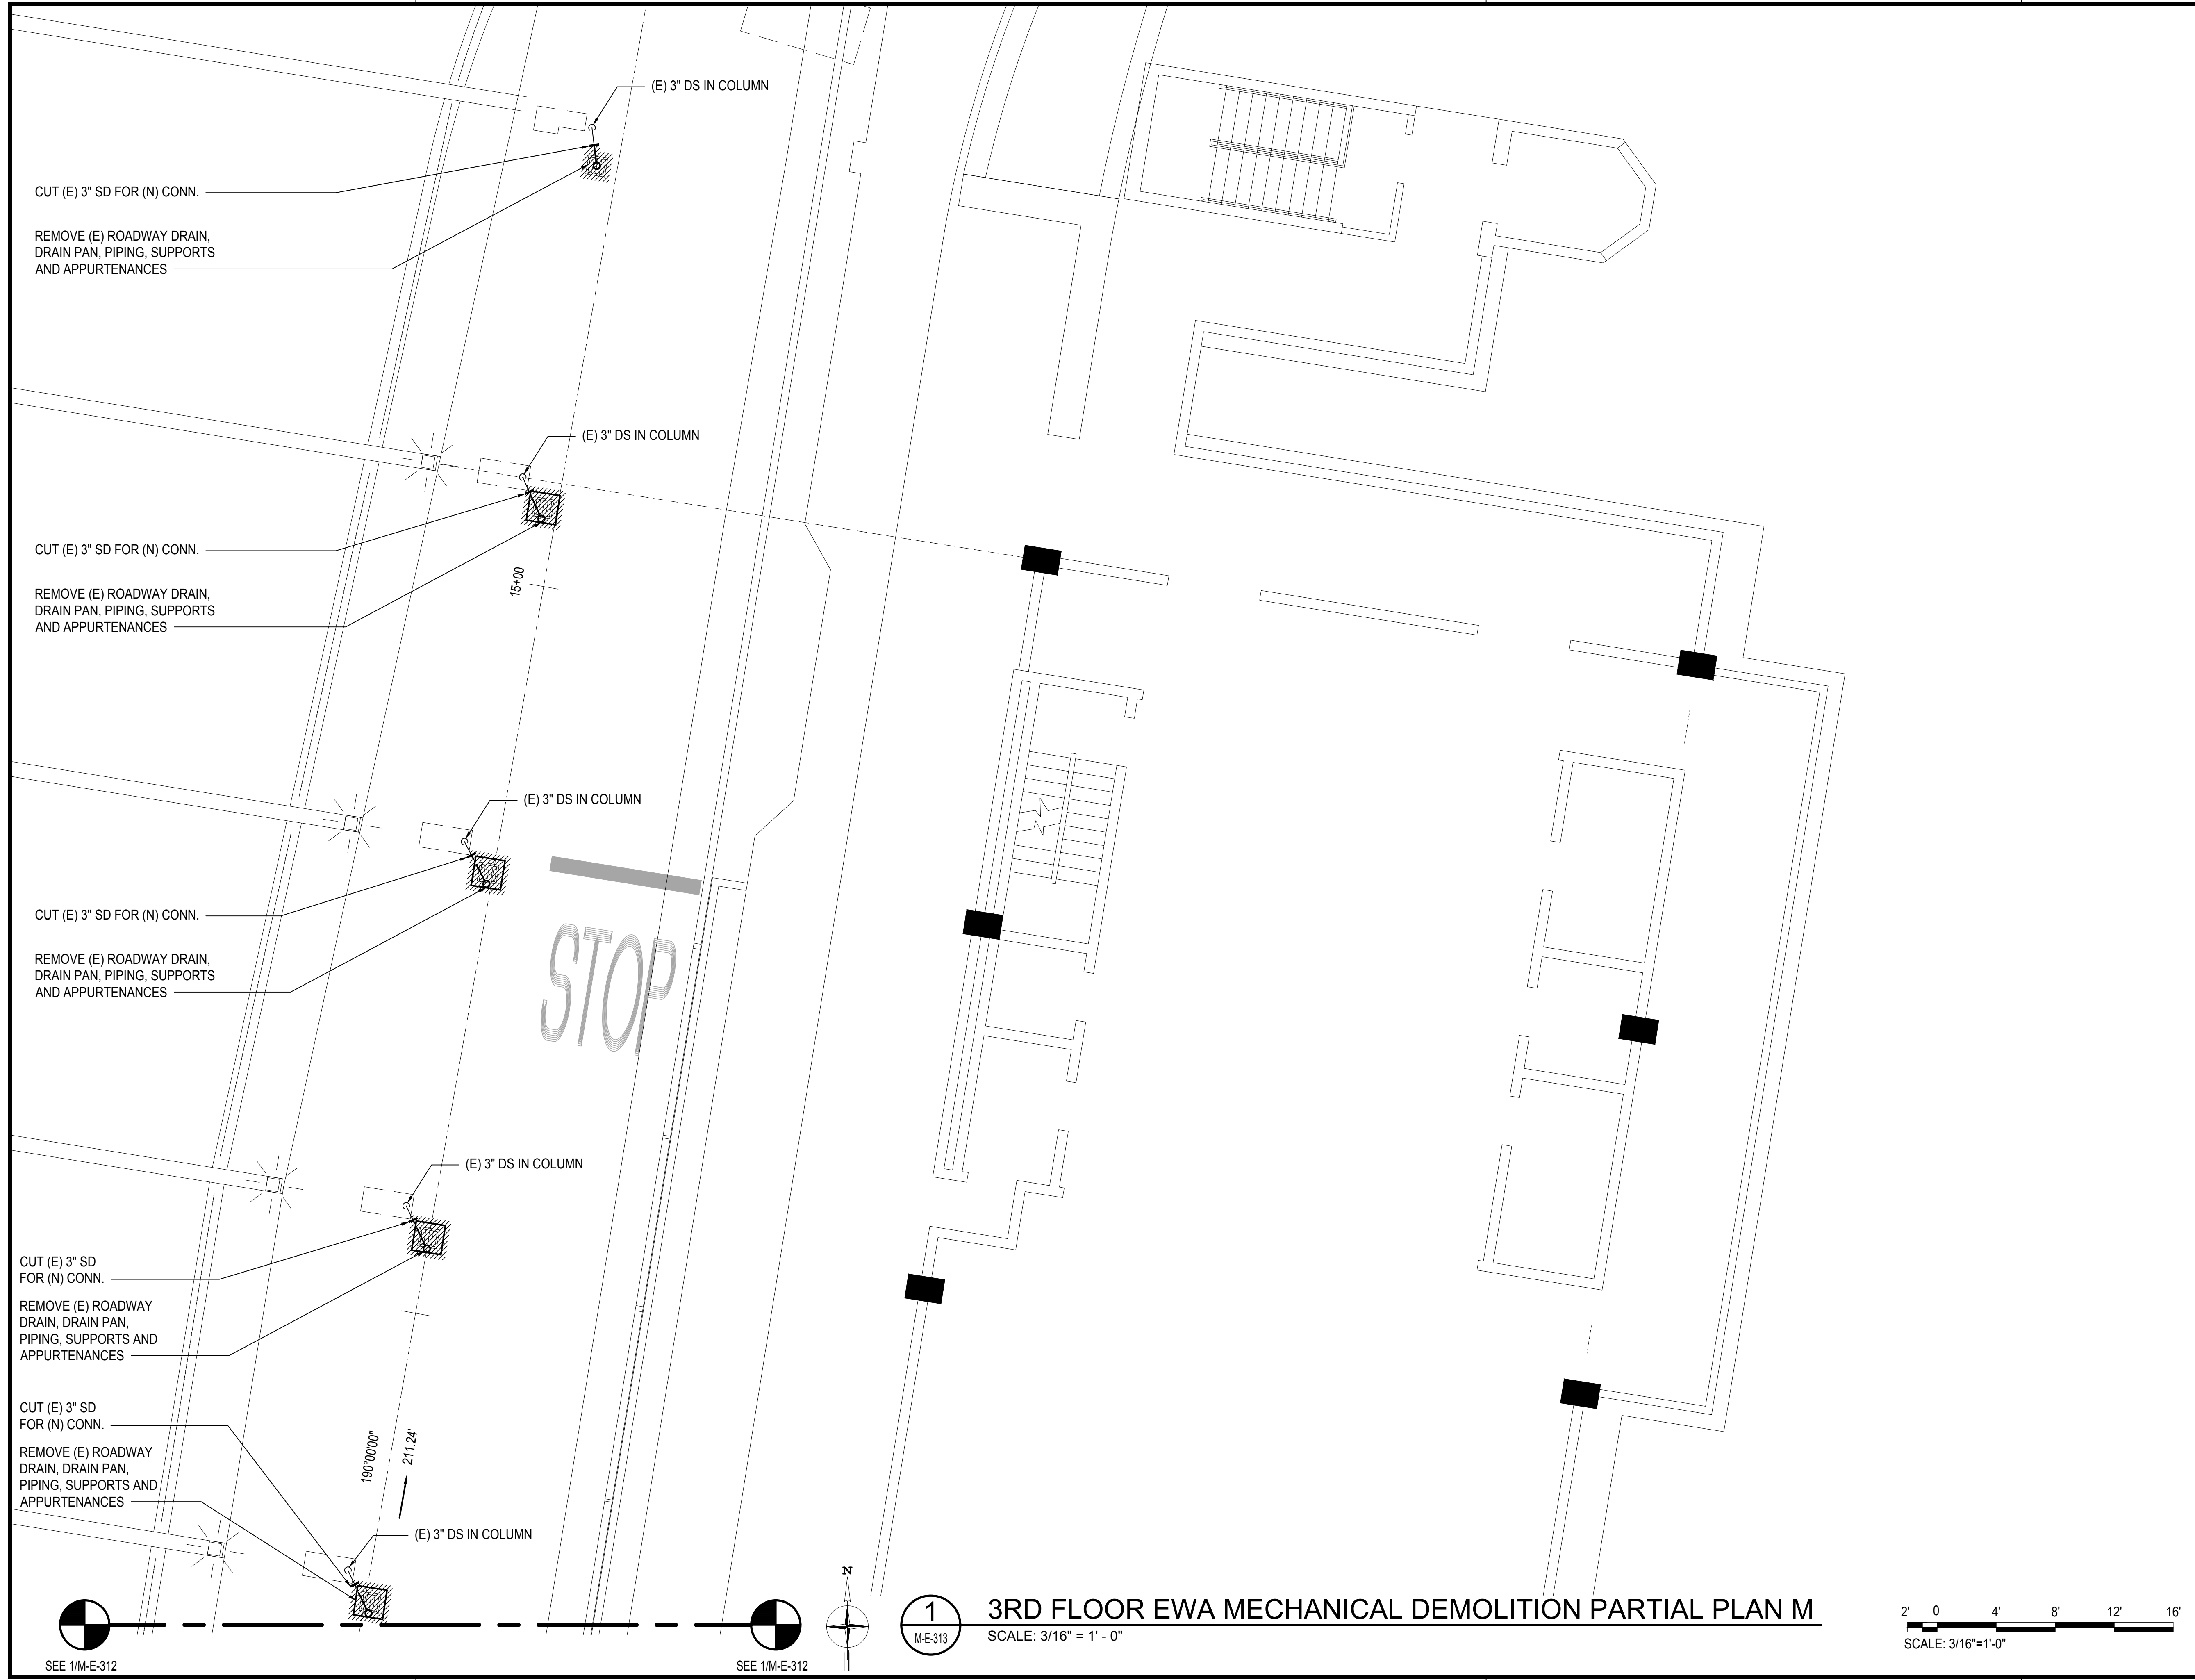 (E) 3" DS IN COLUMN
CUT (E) 3" SD FOR (N) CONN.
REMOVE (E) ROADWAY DRAIN,
DRAIN PAN, PIPING, SUPPORTS
AND APPURTENANCES
(E) 3" DS IN COLUMN
CUT (E) 3" SD FOR (N) CONN.
REMOVE (E) ROADWAY DRAIN,
DRAIN PAN, PIPING, SUPPORTS
AND APPURTENANCES
15+00
(E) 3" DS IN COLUMN
CUT (E) 3" SD FOR (N) CONN.
REMOVE (E) ROADWAY DRAIN,
DRAIN PAN, PIPING, SUPPORTS
AND APPURTENANCES
STOP
(E) 3" DS IN COLUMN
CUT (E) 3" SD
FOR (N) CONN.
REMOVE (E) ROADWAY
DRAIN, DRAIN PAN,
PIPING, SUPPORTS AND
APPURTENANCES
CUT (E) 3" SD
FOR (N) CONN.
REMOVE (E) ROADWAY
DRAIN, DRAIN PAN,
PIPING, SUPPORTS AND
APPURTENANCES
190°00'00"
211.24'
(E) 3" DS IN COLUMN
SEE 1/M-E-312
SEE 1/M-E-312
N
1
M-E-313
3RD FLOOR EWA MECHANICAL DEMOLITION PARTIAL PLAN M
SCALE: 3/16" = 1' - 0"
2' 0 4' 8' 12' 16'
SCALE: 3/16"=1'-0"